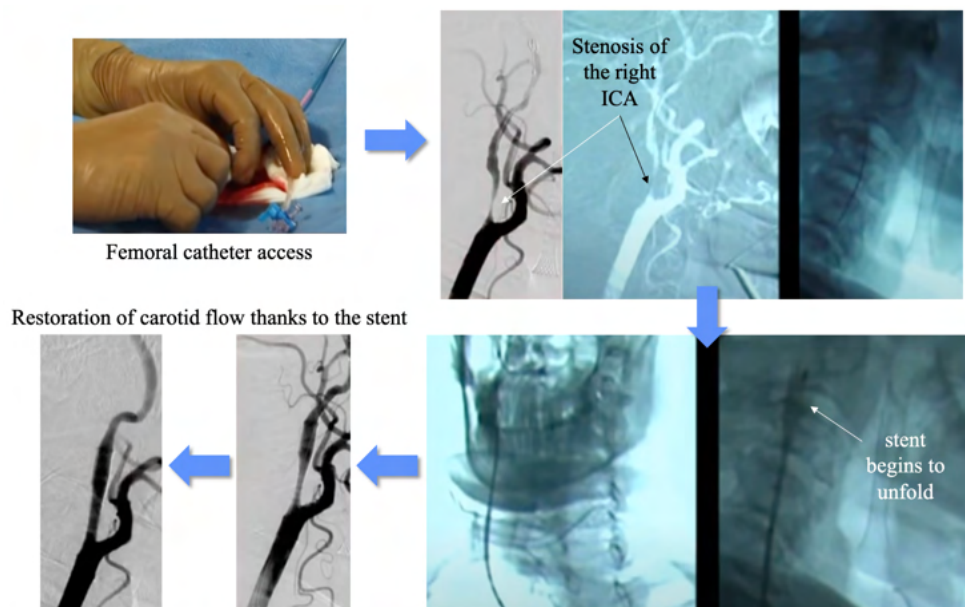 Femoral catheter access
Stenosis of
the right
ICA
stent
begins to
unfold
Restoration of carotid flow thanks to the stent